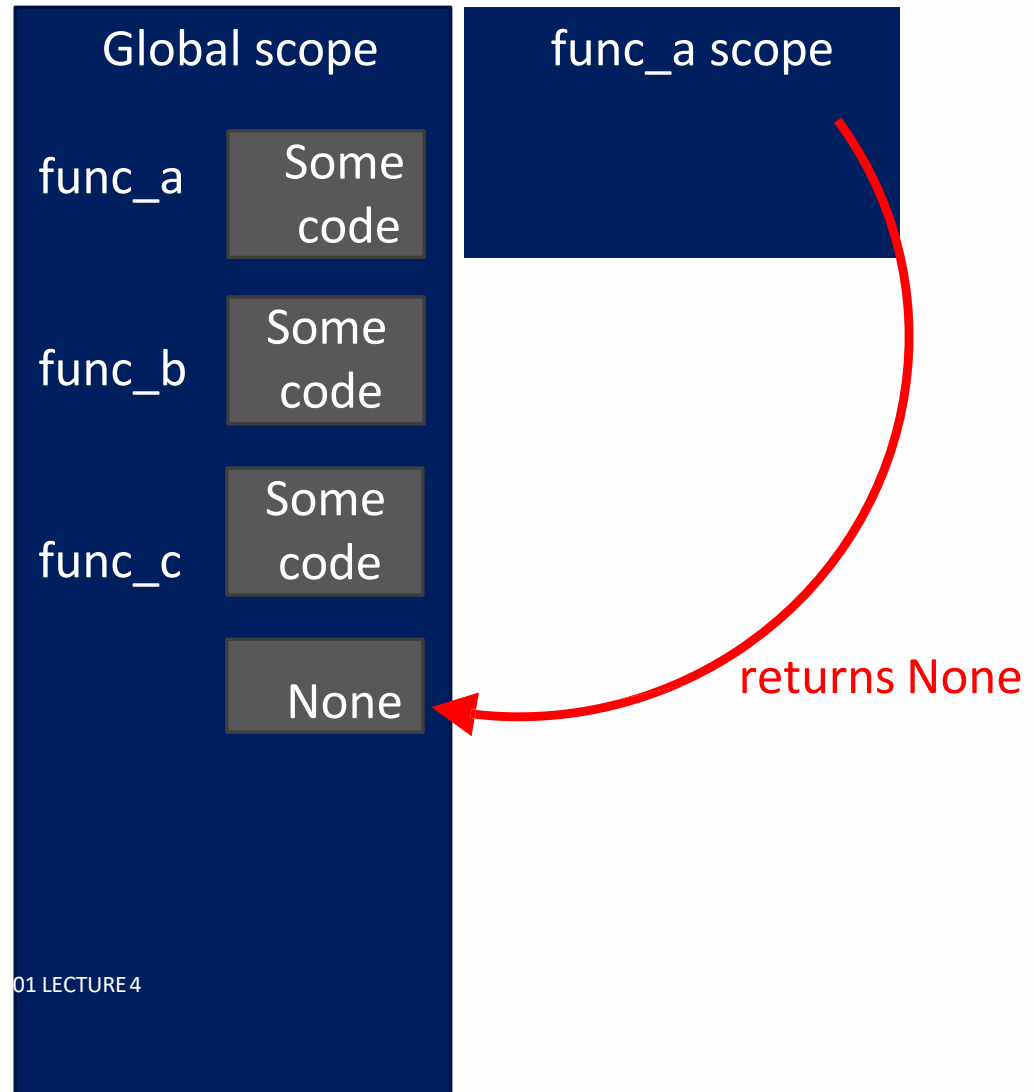 Global scope
func_a scope
func_a
Some
code
func_b
Some
code
func_c
Some
code
None
returns None
01 LECTURE 4